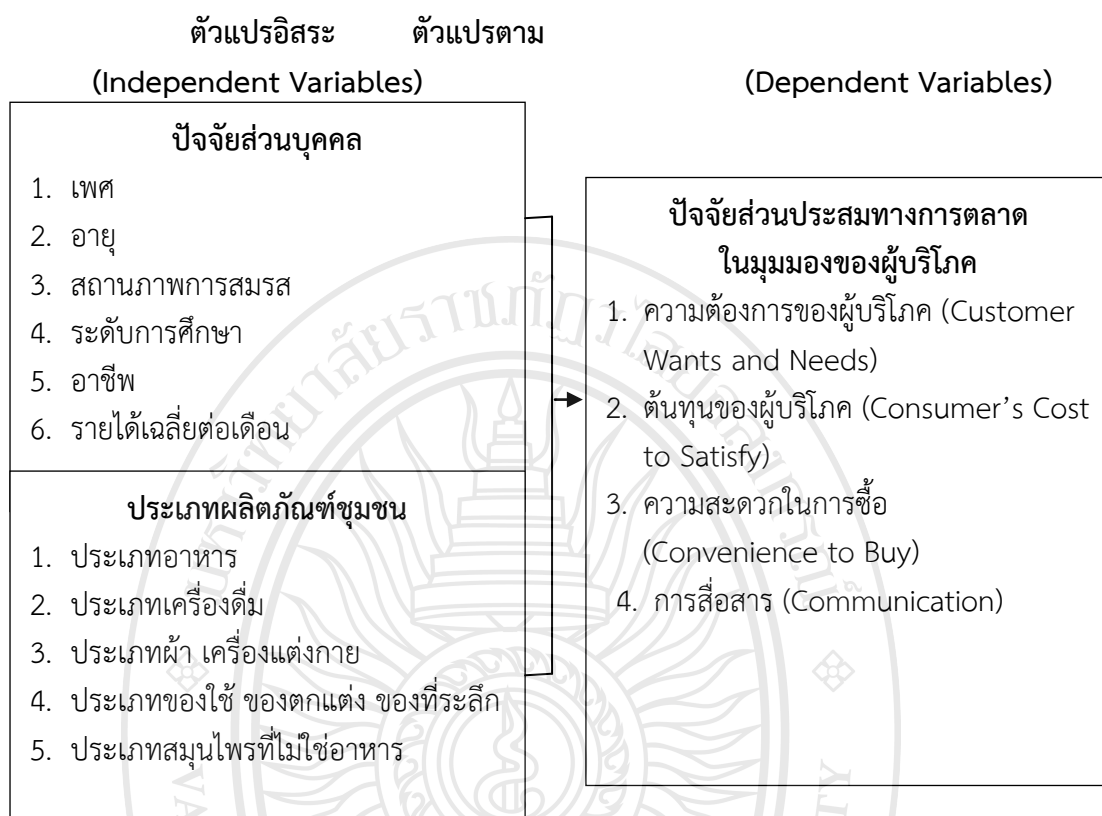 ตัวแปรอิสระ ตัวแปรตาม
(Independent Variables) (Dependent Variables)
ปัจจัยส่วนบุคคล
1. เพศ
2. อายุ
3. สถานภาพการสมรส
4. ระดับการศึกษา
5. อาชีพ
6. รายได้เฉลี่ยต่อเดือน
ประเภทผลิตภัณฑ์ชุมชน
1. ประเภทอาหาร
2. ประเภทเครื่องดื่ม
3. ประเภทผ้า เครื่องแต่งกาย
4. ประเภทของใช้ ของตกแต่ง ของที่ระลึก
5. ประเภทสมุนไพรที่ไม่ใช่อาหาร
ปัจจัยส่วนประสมทางการตลาด
ในมุมมองของผู้บริโภค
1. ความต้องการของผู้บริโภค (Customer
Wants and Needs)
2. ต้นทุนของผู้บริโภค (Consumer’s Cost
to Satisfy)
3. ความสะดวกในการซื้อ
(Convenience to Buy)
4. การสื่อสาร (Communication)